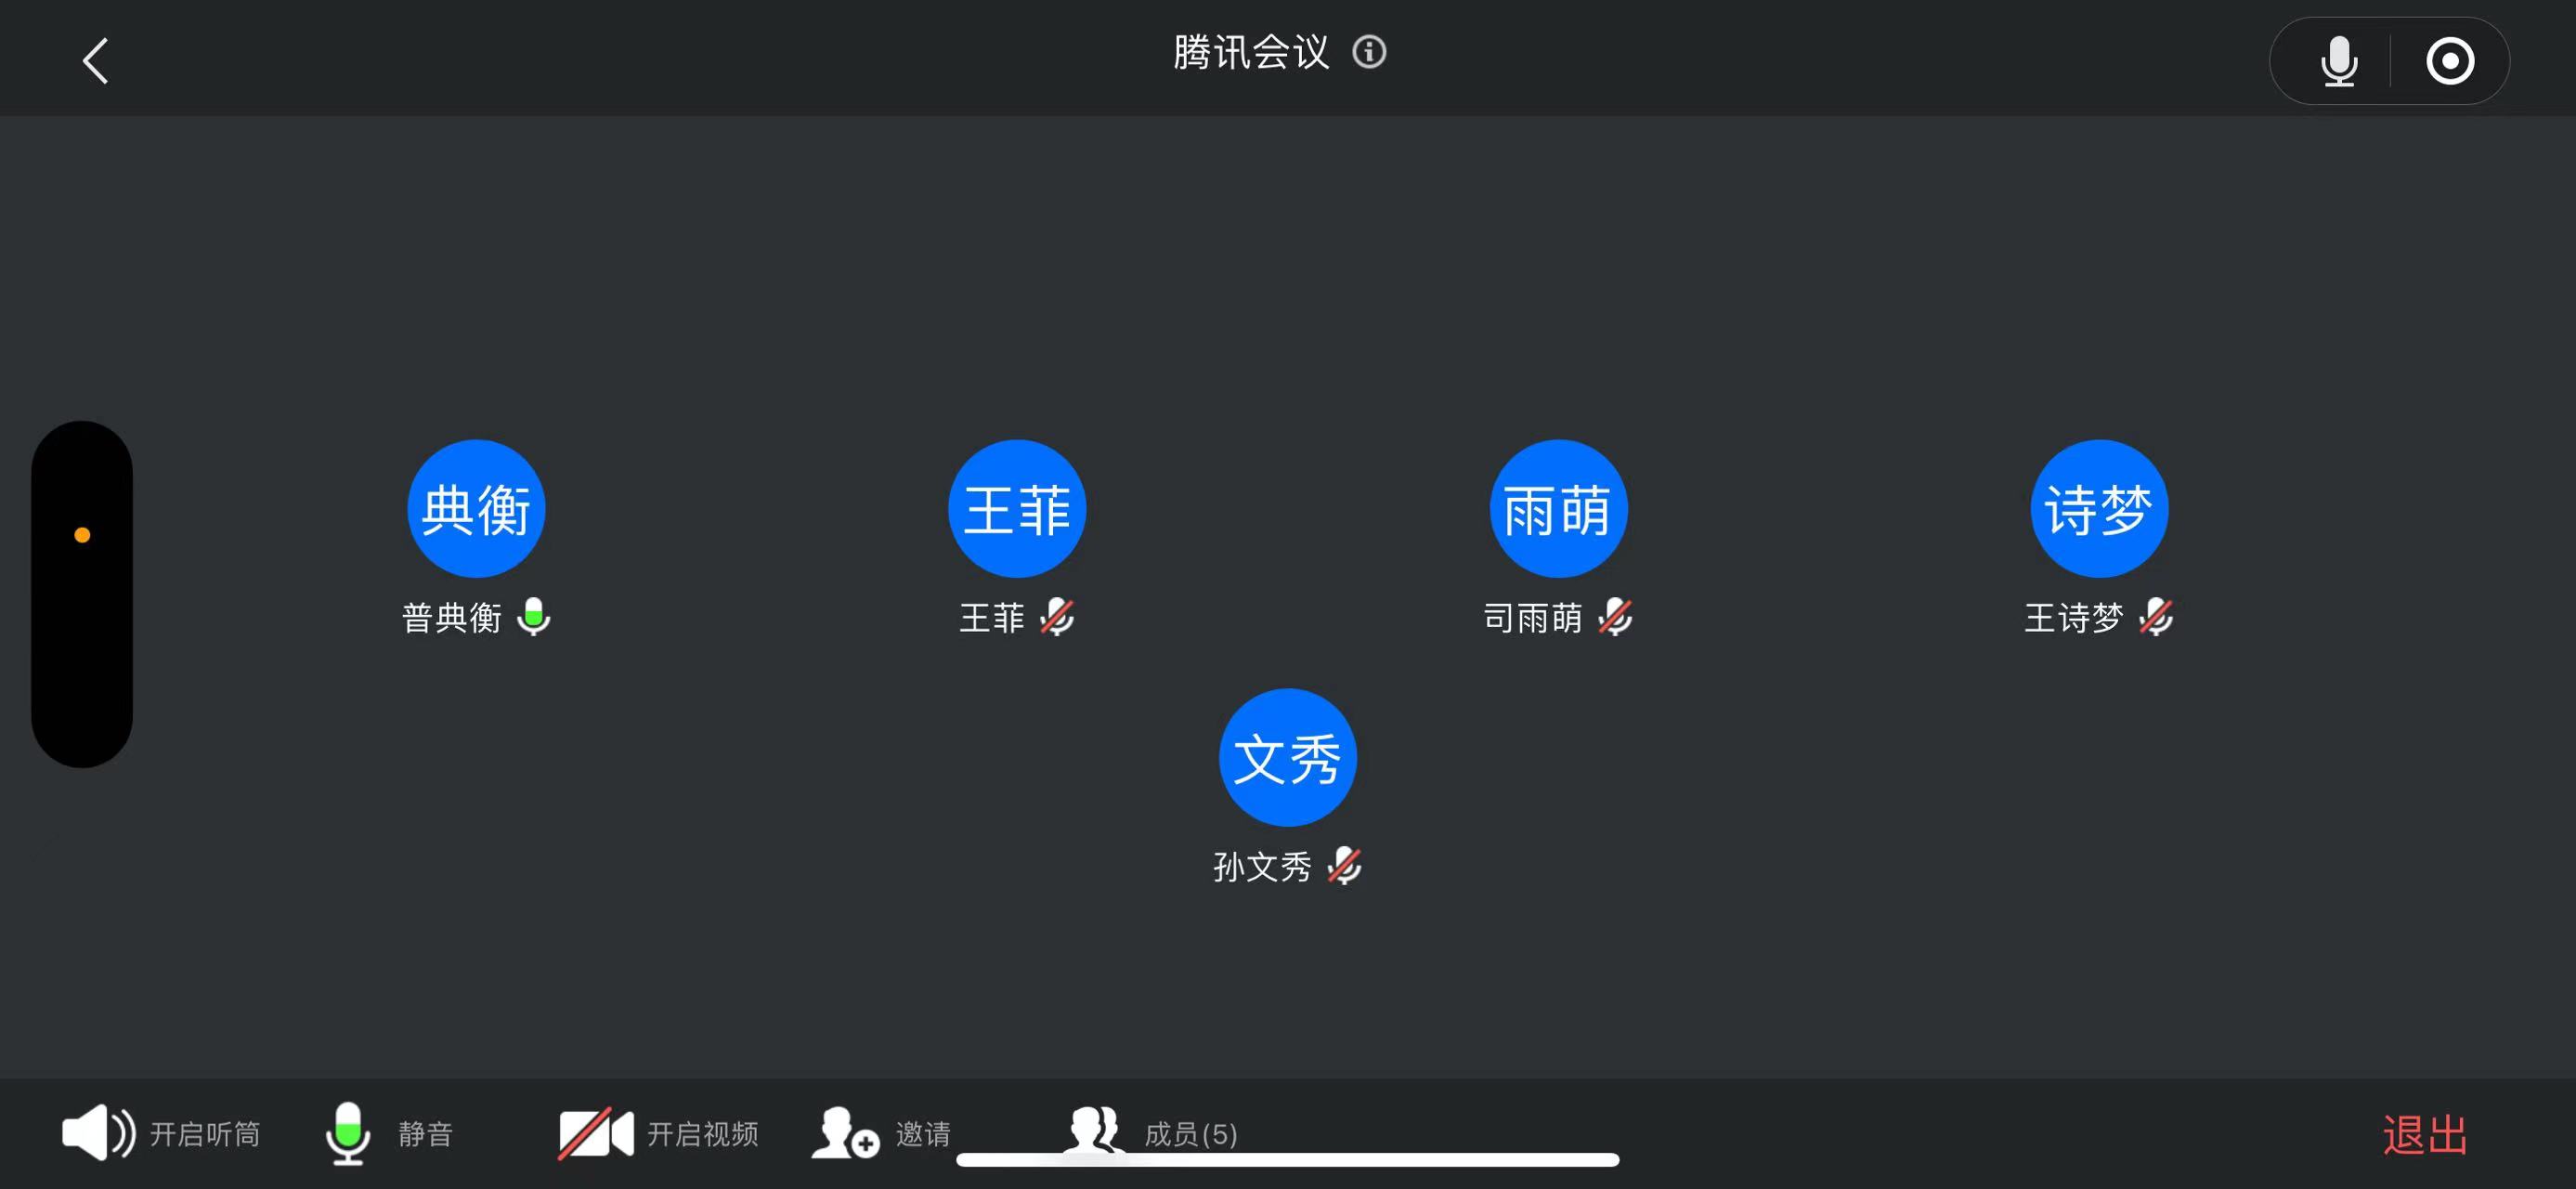 腾讯会议
典衡 王菲 雨萌 诗梦
普典衡 王菲 司雨萌 王诗梦
文秀
孙文秀
开启听筒 静音 开启视频 邀请 成员(5) 退出